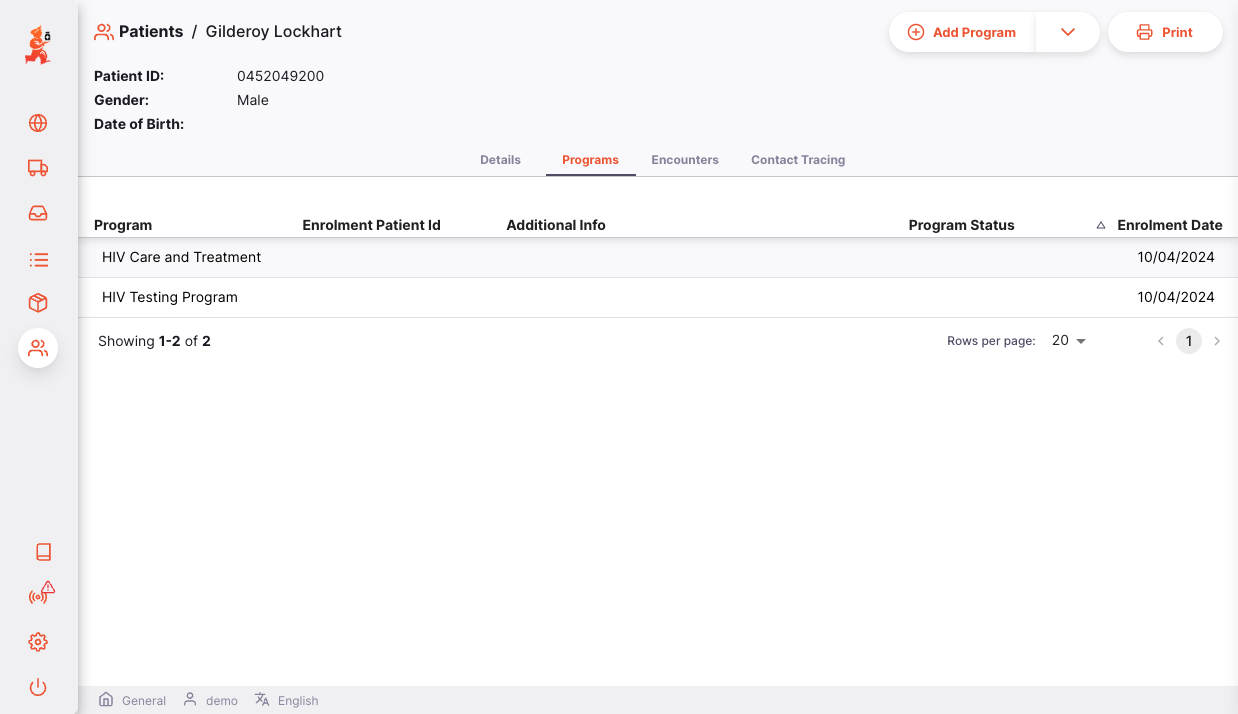 Patients / Gilderoy Lockhart
Add Program
Print
Patient ID: 0452049200
Gender: Male
Date of Birth:
Details Programs Encounters Contact Tracing
Program Enrolment Patient Id Additional Info Program Status Enrolment Date
HIV Care and Treatment 10/04/2024
HIV Testing Program 10/04/2024
Showing 1-2 of 2 Rows per page: 20 1
General demo English